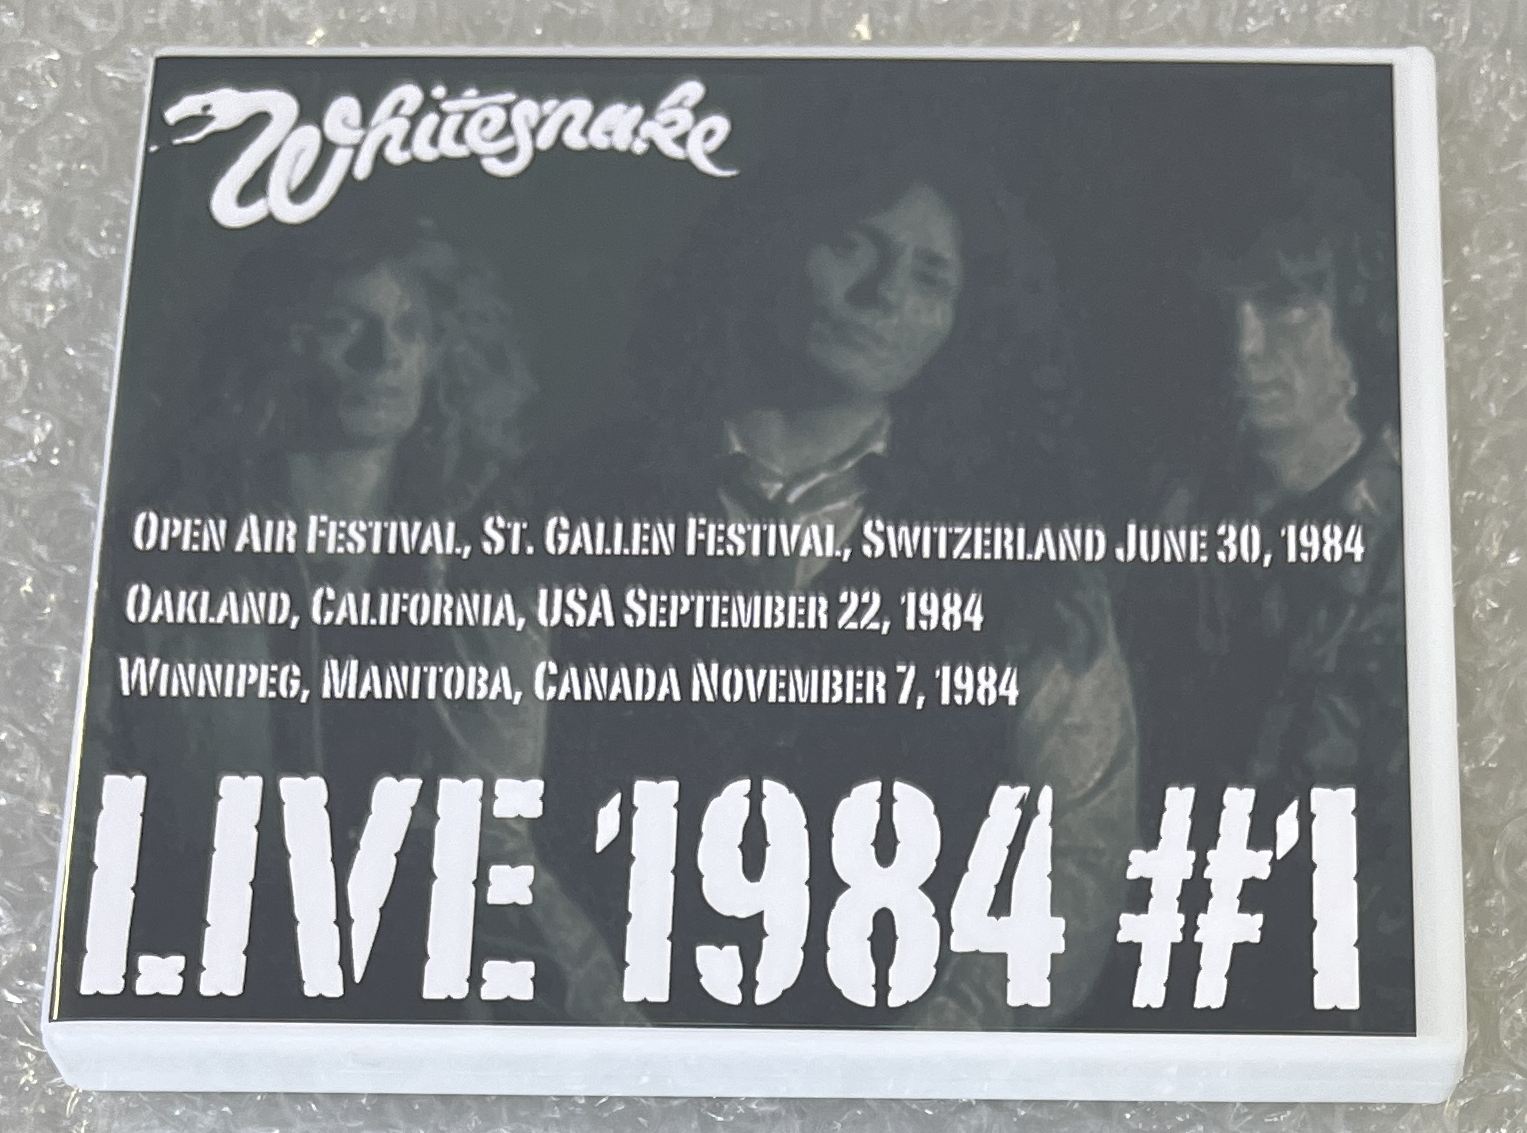 Whitesnake
Open Air Festival, St. Gallen Festival, Switzerland June 30, 1984
Oakland, California, USA September 22, 1984
Winnipeg, Manitoba, Canada November 7, 1984
LIVE 1984 #1